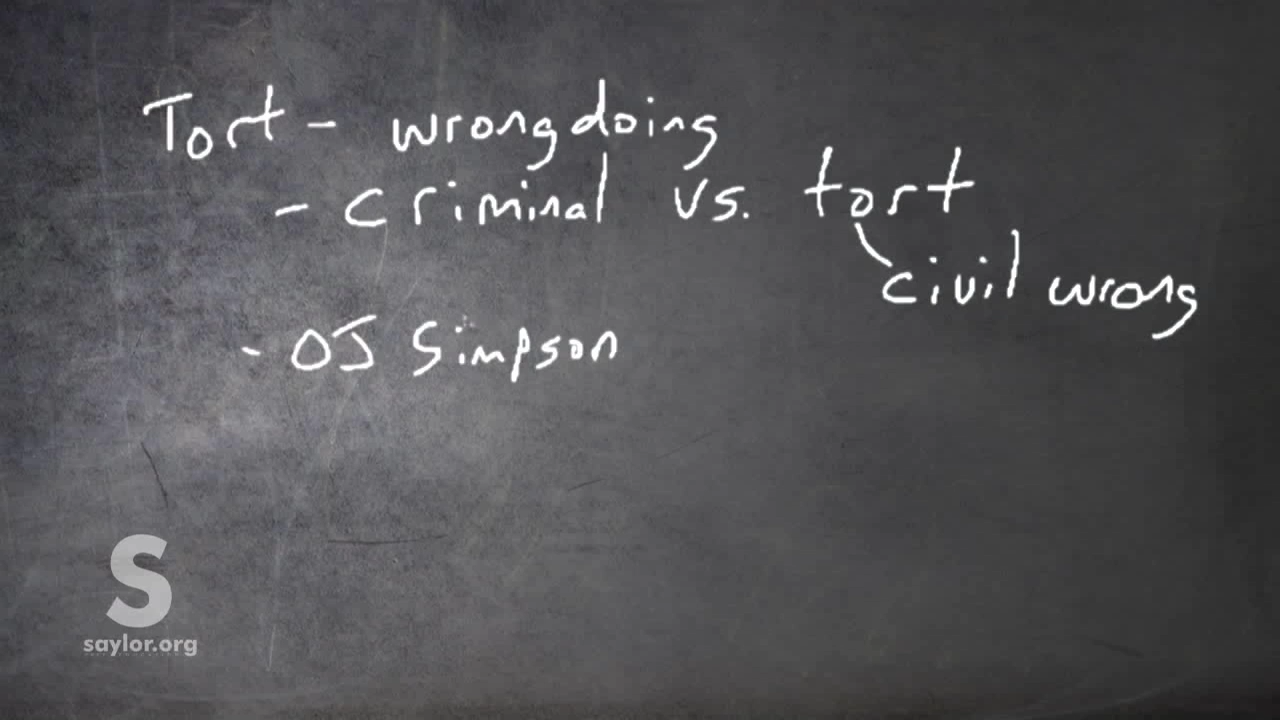 Tort - wrongdoing
- criminal vs. tort
civil wrong
- OJ Simpson
S
saylor.org